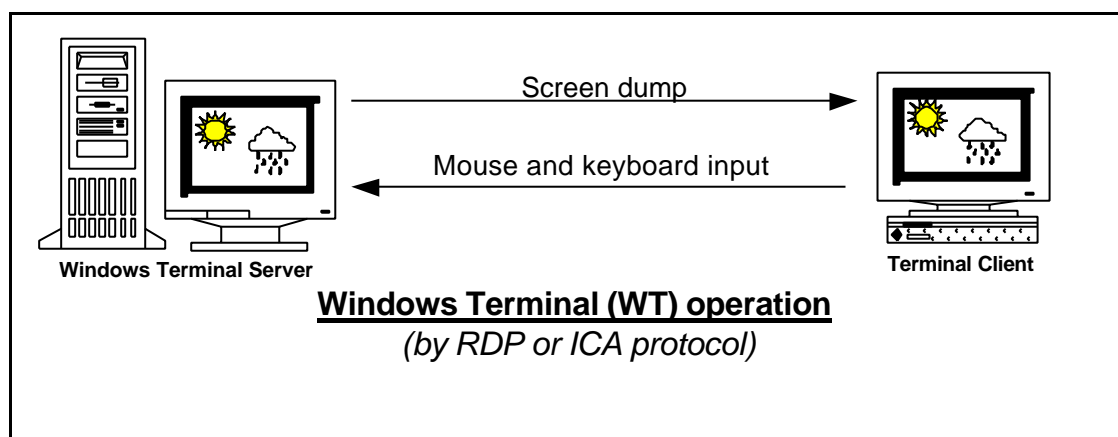 Screen dump
Mouse and keyboard input
Windows Terminal Server
Terminal Client
Windows Terminal (WT) operation
(by RDP or ICA protocol)